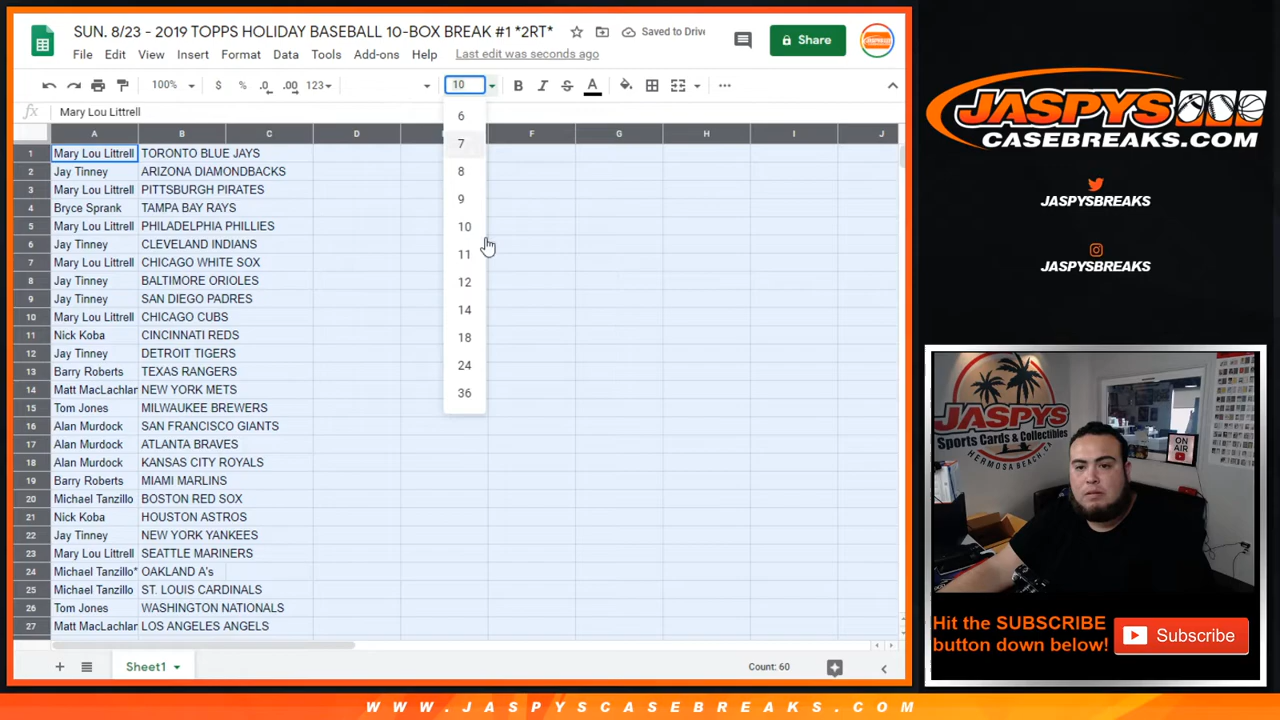 SUN. 8/23 - 2019 TOPPS HOLIDAY BASEBALL 10-BOX BREAK #1 *2RT*
Saved to Drive
Share
File Edit View Insert Format Data Tools Add-ons Help Last edit was seconds ago
100% $ % .0 .00 123 10 B I S A ...
fx Mary Lou Littrell
A B C D F G H I J
1 Mary Lou Littrell TORONTO BLUE JAYS
2 Jay Tinney ARIZONA DIAMONDBACKS
3 Mary Lou Littrell PITTSBURGH PIRATES
4 Bryce Sprank TAMPA BAY RAYS
5 Mary Lou Littrell PHILADELPHIA PHILLIES
6 Jay Tinney CLEVELAND INDIANS
7 Mary Lou Littrell CHICAGO WHITE SOX
8 Jay Tinney BALTIMORE ORIOLES
9 Jay Tinney SAN DIEGO PADRES
10 Mary Lou Littrell CHICAGO CUBS
11 Nick Koba CINCINNATI REDS
12 Jay Tinney DETROIT TIGERS
13 Barry Roberts TEXAS RANGERS
14 Matt MacLachlan NEW YORK METS
15 Tom Jones MILWAUKEE BREWERS
16 Alan Murdock SAN FRANCISCO GIANTS
17 Alan Murdock ATLANTA BRAVES
18 Alan Murdock KANSAS CITY ROYALS
19 Barry Roberts MIAMI MARLINS
20 Michael Tanzillo BOSTON RED SOX
21 Nick Koba HOUSTON ASTROS
22 Jay Tinney NEW YORK YANKEES
23 Mary Lou Littrell SEATTLE MARINERS
24 Michael Tanzillo* OAKLAND A's
25 Michael Tanzillo ST. LOUIS CARDINALS
26 Tom Jones WASHINGTON NATIONALS
27 Matt MacLachlan LOS ANGELES ANGELS
6
7
8
9
10
11
12
14
18
24
36
Sheet1 Count: 60
JASPYS
CASEBREAKS.COM
JASPYSBREAKS
JASPYSBREAKS
JASPYS
Sports Cards & Collectibles
HERMOSA BEACH, CA
ON AIR
Hit the SUBSCRIBE
button down below!
Subscribe
WWW.JASPYSCASEBREAKS.COM